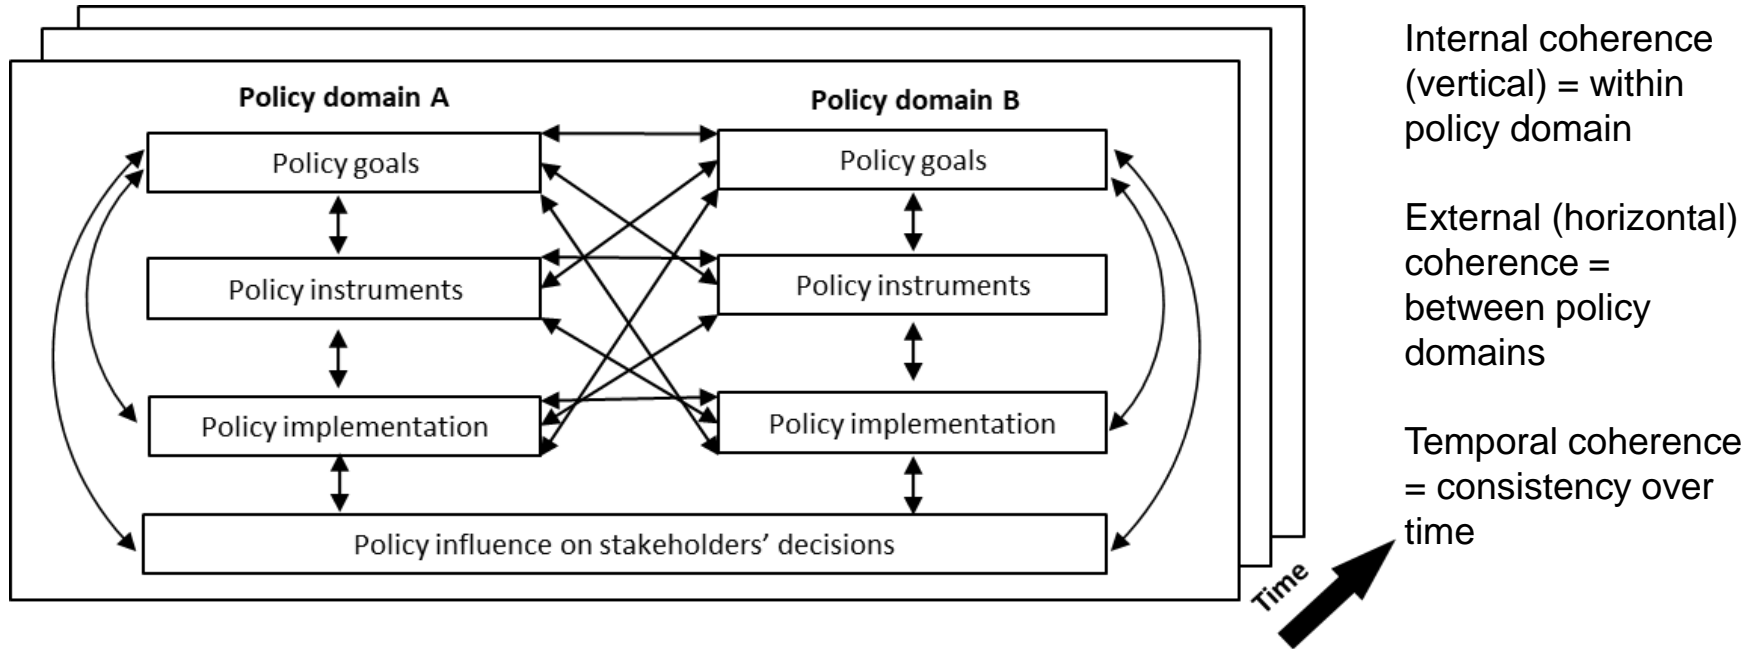 Policy domain A
Policy domain B
Policy goals
Policy goals
Policy instruments
Policy instruments
Policy implementation
Policy implementation
Policy influence on stakeholders’ decisions
Time
Internal coherence
(vertical) = within
policy domain
External (horizontal)
coherence =
between policy
domains
Temporal coherence
= consistency over
time